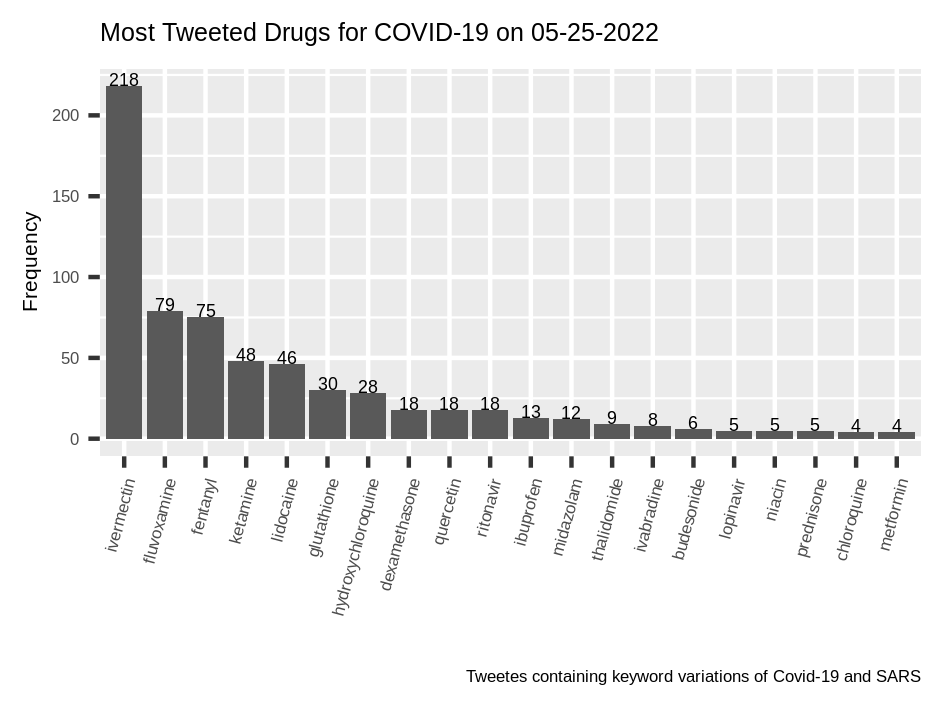 Most Tweeted Drugs for COVID-19 on 05-25-2022
Frequency
200
150
100
50
0
218
79
75
48
46
30
28
18
18
18
13
12
9
8
6
5
5
5
4
4
ivermectin
fluvoxamine
fentanyl
ketamine
lidocaine
glutathione
hydroxychloroquine
dexamethasone
quercetin
ritonavir
ibuprofen
midazolam
thalidomide
ivabradine
budesonide
lopinavir
niacin
prednisone
chloroquine
metformin
Tweetes containing keyword variations of Covid-19 and SARS